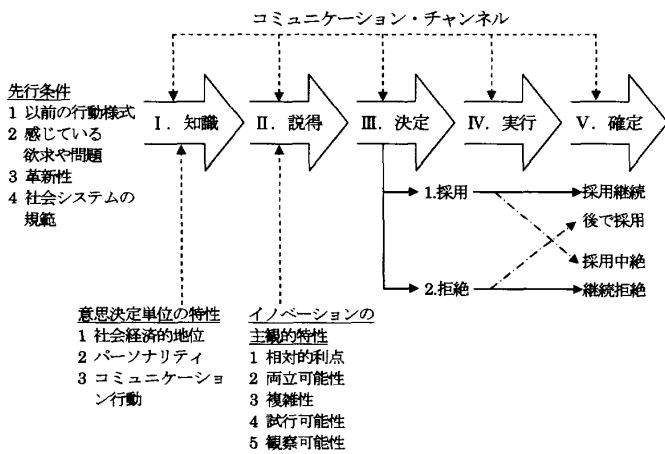 コミュニケーション・チャンネル
先行条件
1 以前の行動様式
2 感じている
欲求や問題
3 革新性
4 社会システムの
規範
Ⅰ. 知識
Ⅱ. 説得
Ⅲ. 決定
Ⅳ. 実行
Ⅴ. 確定
1.採用
採用継続
後で採用
採用中絶
2.拒絶
継続拒絶
意思決定単位の特性
1 社会経済的地位
2 パーソナリティ
3 コミュニケーショ
ン行動
イノベーションの
主観的特性
1 相対的利点
2 両立可能性
3 複雑性
4 試行可能性
5 観察可能性